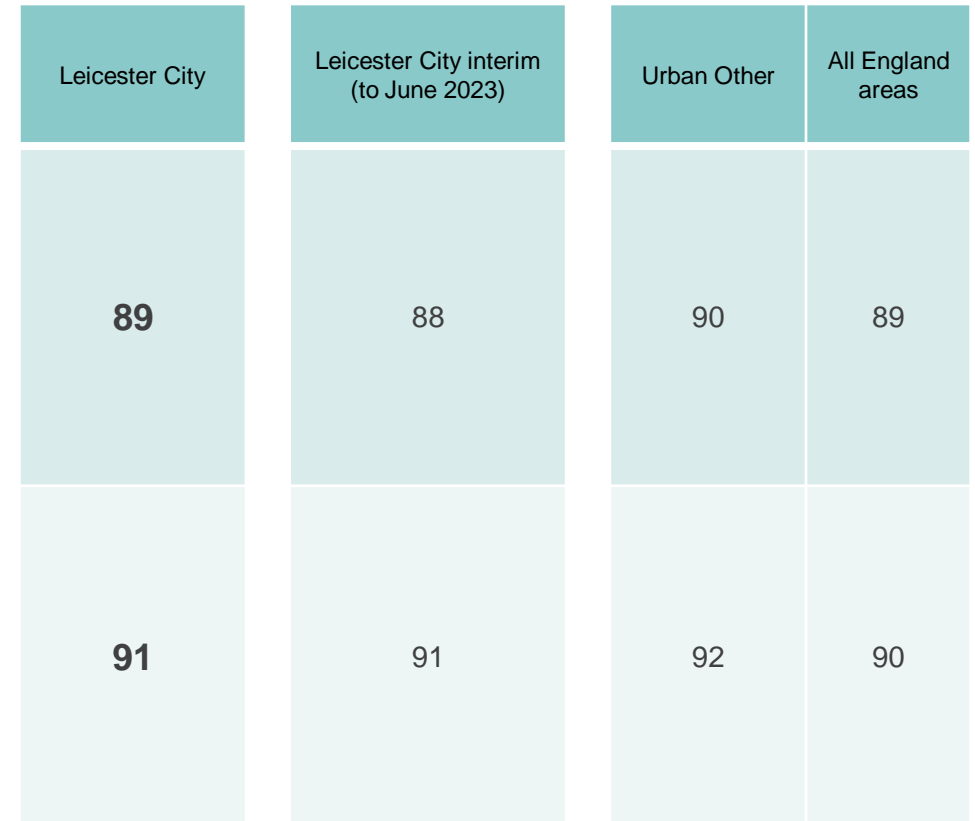 Leicester City
Leicester City interim
(to June 2023)
Urban Other
All England
areas
89
88
90
89
91
91
92
90